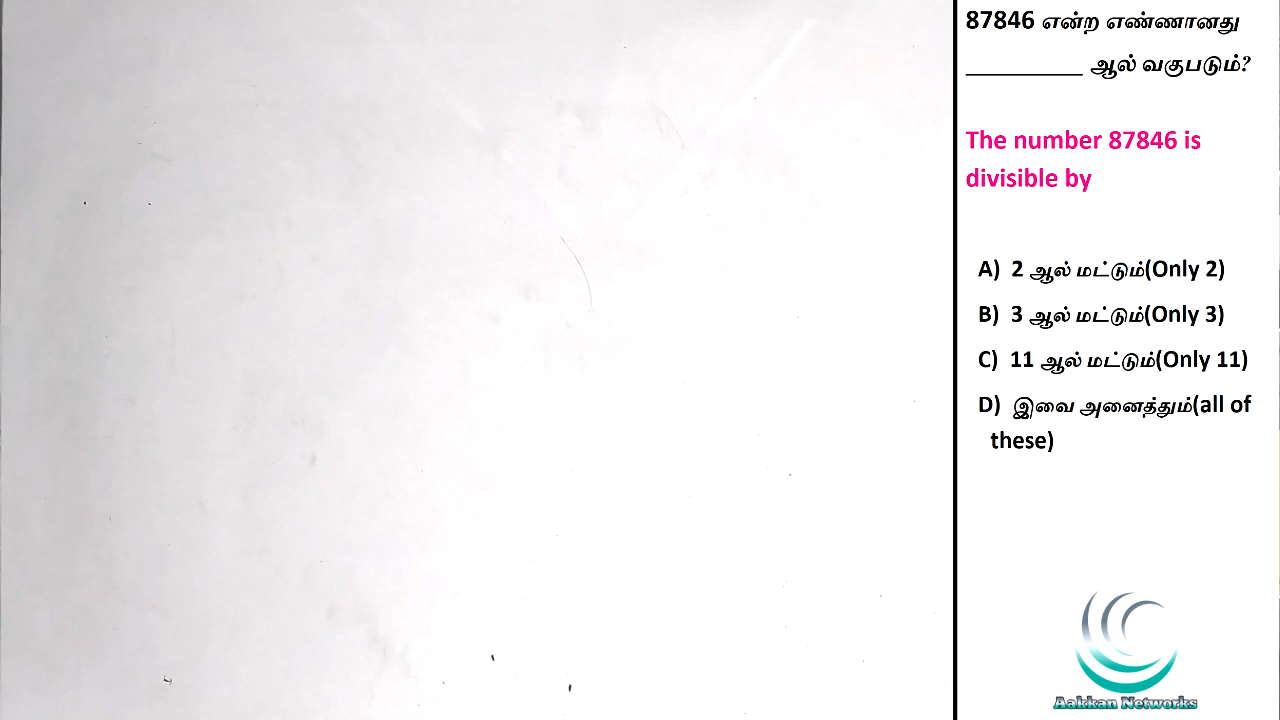 87846 என்ற எண்ணானது
_________ ஆல் வகுபடும்?
The number 87846 is
divisible by
A) 2 ஆல் மட்டும்(Only 2)
B) 3 ஆல் மட்டும்(Only 3)
C) 11 ஆல் மட்டும்(Only 11)
D) இவை அனைத்தும்(all of
these)
Aakkan Networks